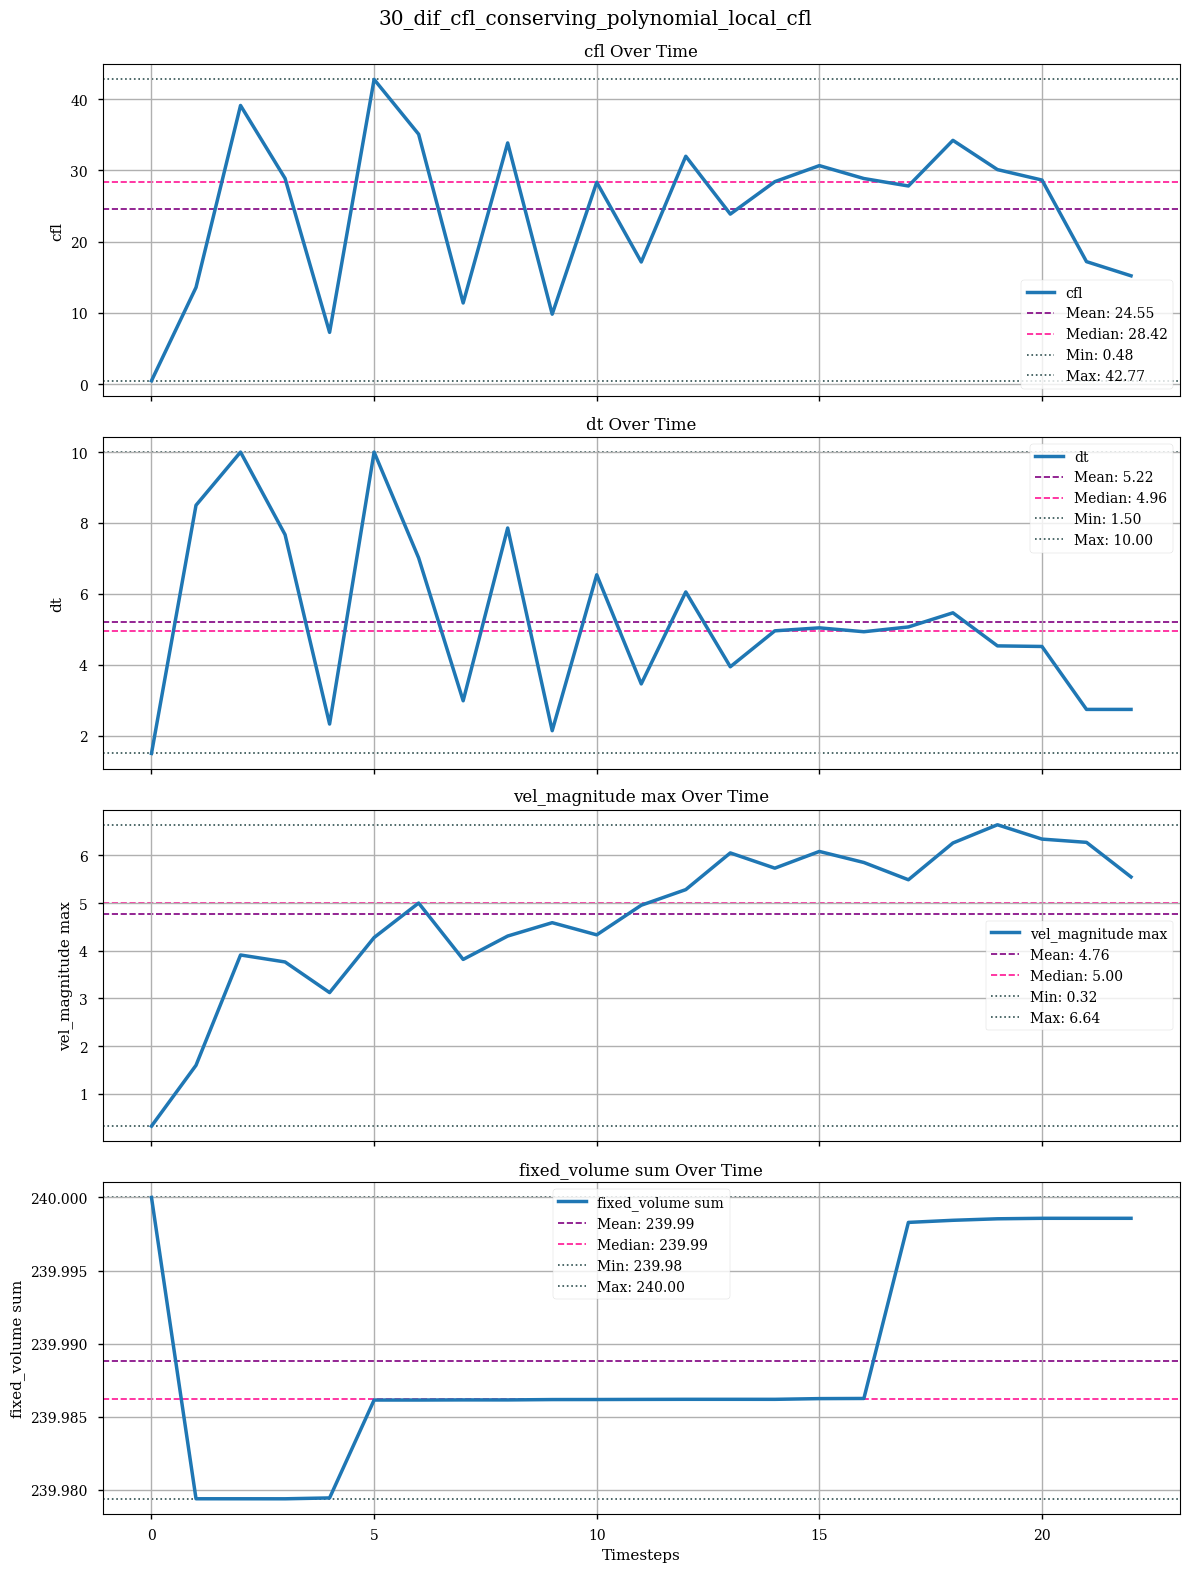 30_dif_cfl_conserving_polynomial_local_cfl
cfl Over Time
cfl
40
30
20
10
0
cfl
Mean: 24.55
Median: 28.42
Min: 0.48
Max: 42.77
dt Over Time
dt
10
8
6
4
2
dt
Mean: 5.22
Median: 4.96
Min: 1.50
Max: 10.00
vel_magnitude max Over Time
vel_magnitude max
6
5
4
3
2
1
vel_magnitude max
Mean: 4.76
Median: 5.00
Min: 0.32
Max: 6.64
fixed_volume sum Over Time
fixed_volume sum
240.000
239.995
239.990
239.985
239.980
fixed_volume sum
Mean: 239.99
Median: 239.99
Min: 239.98
Max: 240.00
0 5 10 15 20
Timesteps